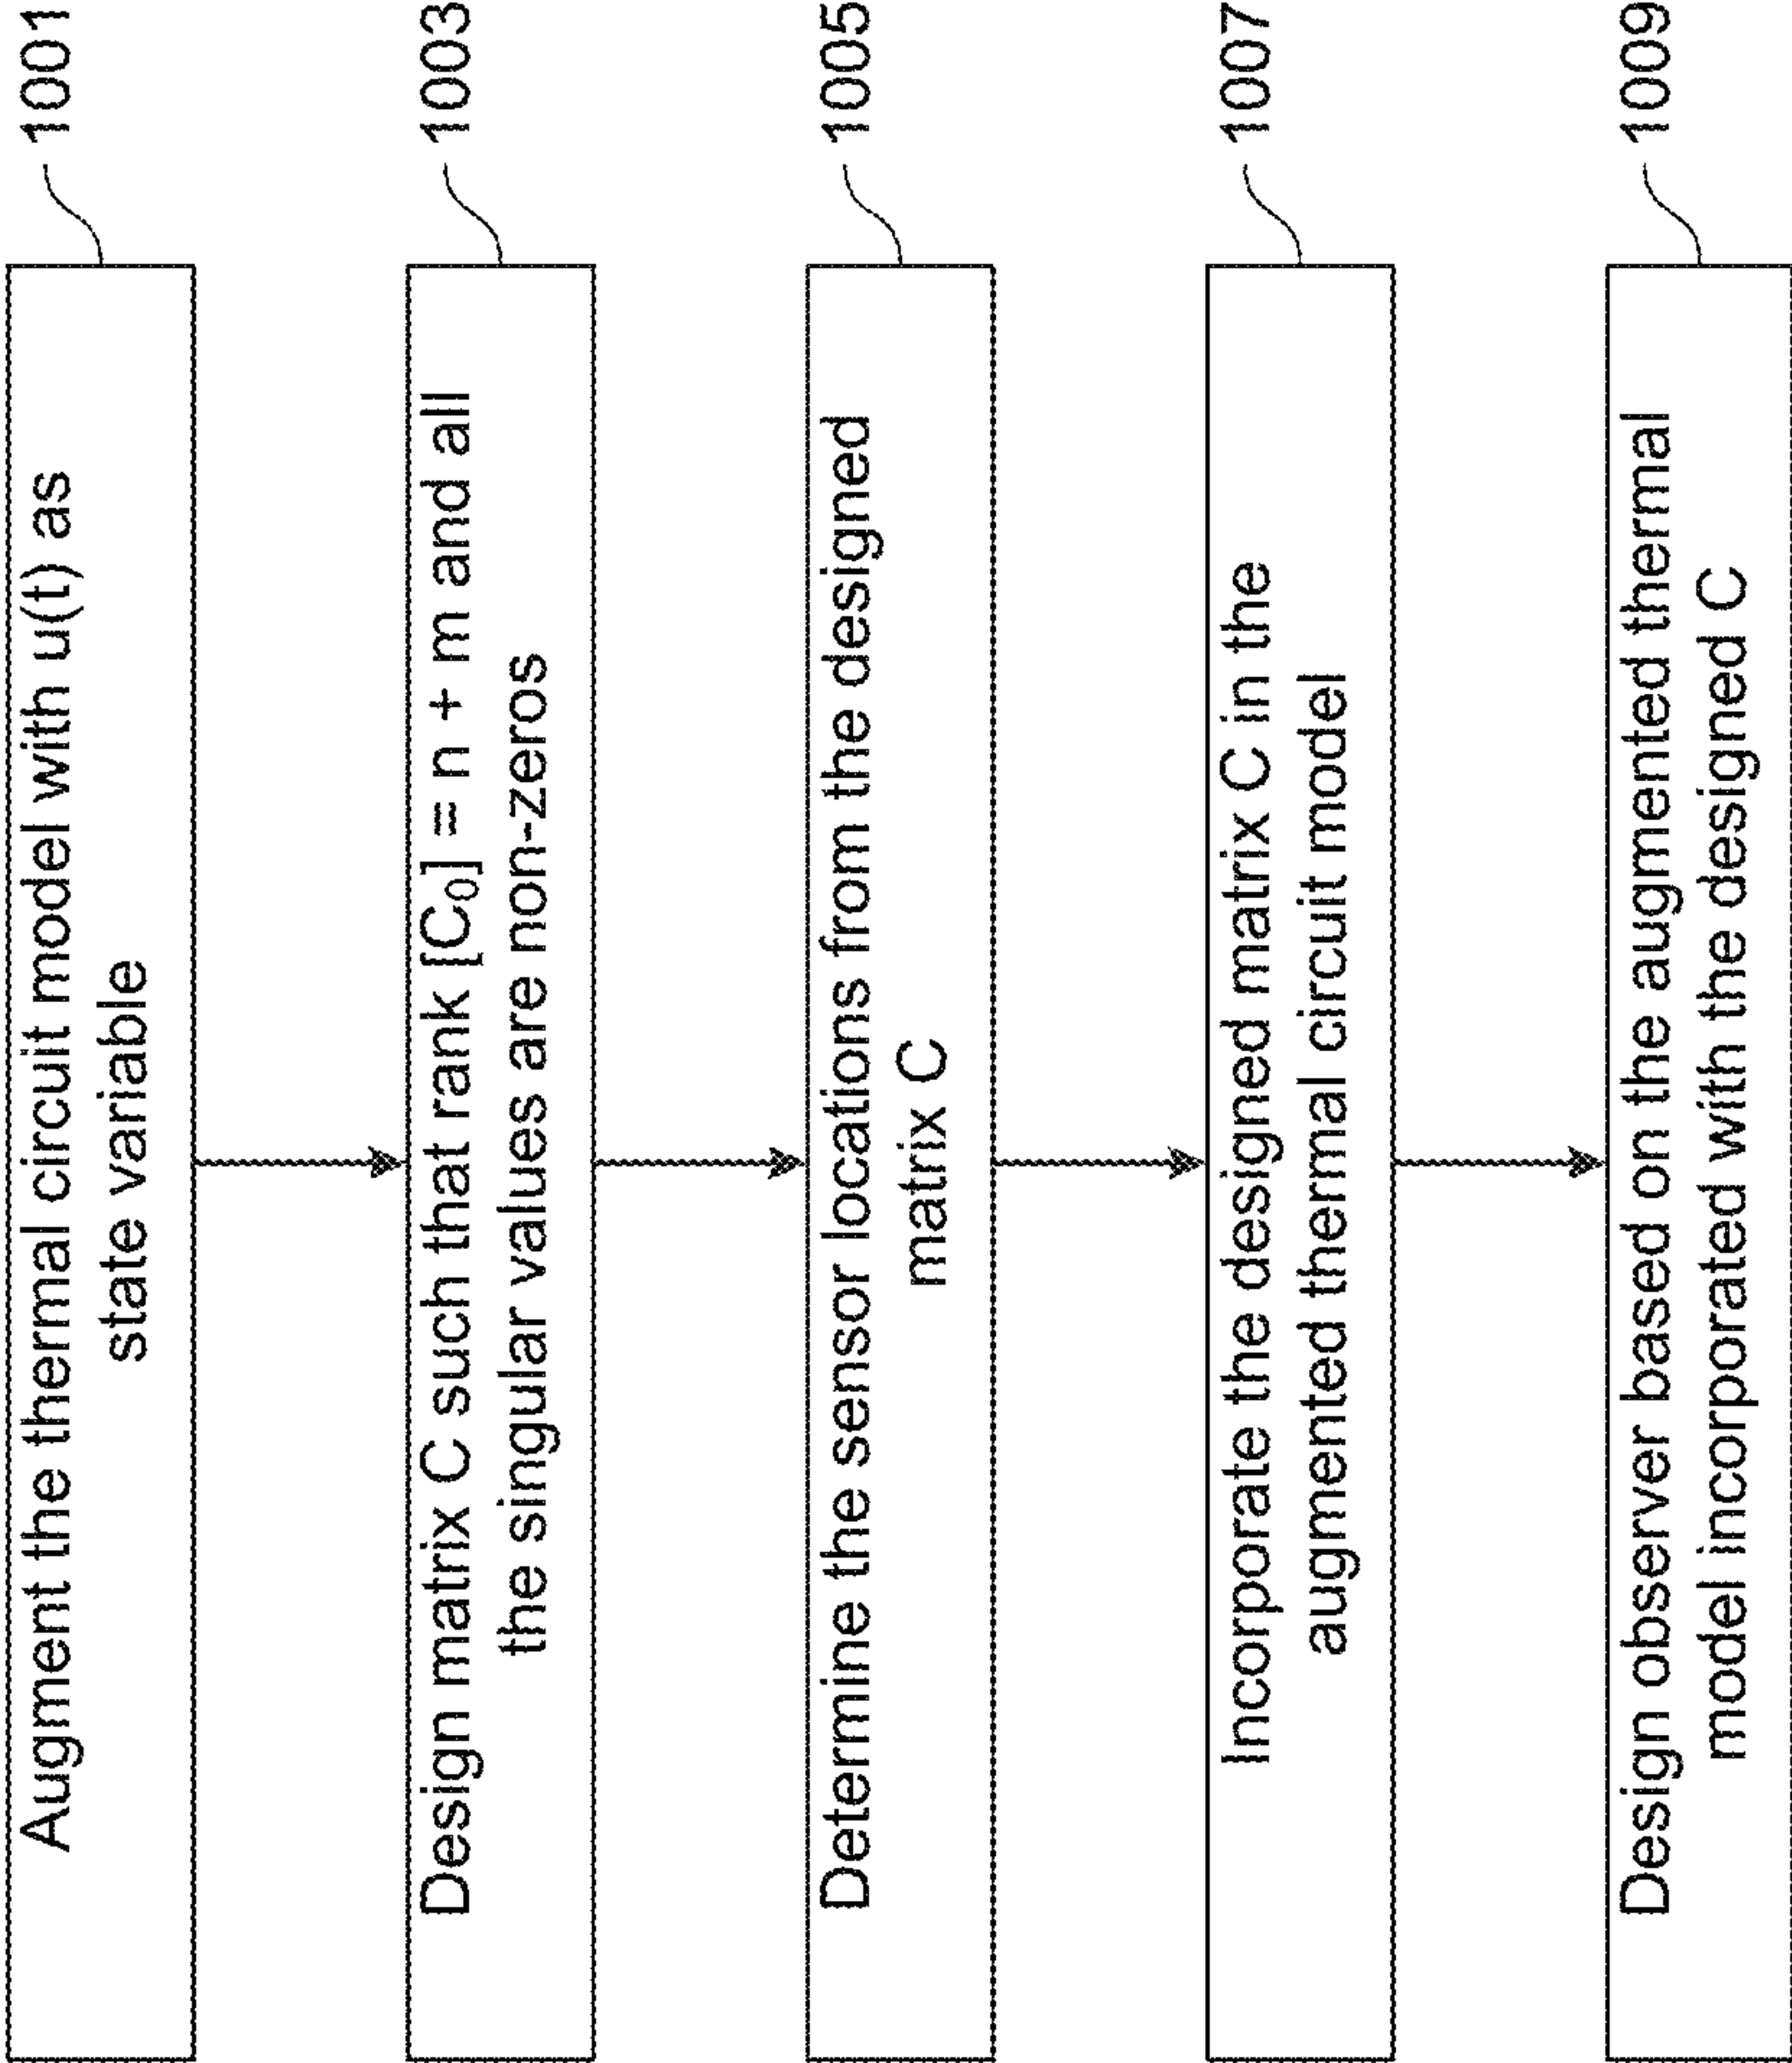 Augment the thermal circuit model with u(t) as
state variable
1001
Design matrix C such that rank [C₀] = n + m and all
the singular values are non-zeros
1003
Determine the sensor locations from the designed
matrix C
1005
Incorporate the designed matrix C in the
augmented thermal circuit model
1007
Design observer based on the augmented thermal
model incorporated with the designed C
1009